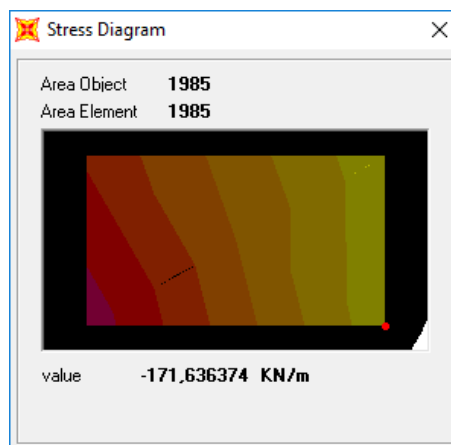 Stress Diagram
Area Object 1985
Area Element 1985
value -171,636374 KN/m